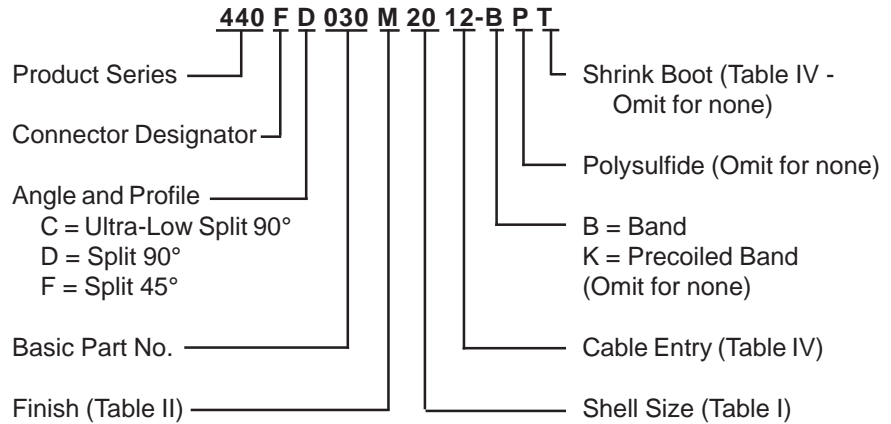 440 F D 030 M 20 12-B P T
Product Series
Connector Designator
Angle and Profile
C = Ultra-Low Split 90°
D = Split 90°
F = Split 45°
Basic Part No.
Finish (Table II)
Shrink Boot (Table IV -
Omit for none)
Polysulfide (Omit for none)
B = Band
K = Precoiled Band
(Omit for none)
Cable Entry (Table IV)
Shell Size (Table I)